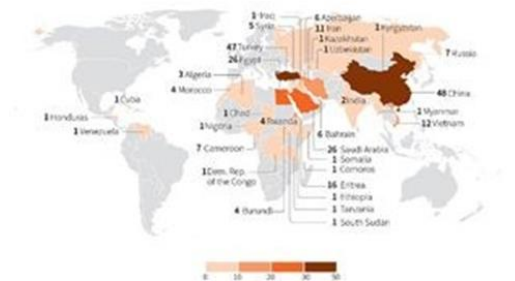 1 Iraq
5 Syria
47 Turkey
26 Egypt
6 Azerbaijan
11 Iran
1 Kazakhstan
1 Uzbekistan
1 Kyrgyzstan
7 Russia
3 Algeria
4 Morocco
1 Cuba
1 Honduras
1 Venezuela
1 Chad
1 Nigeria
4 Rwanda
2 India
48 China
1 Myanmar
12 Vietnam
7 Cameroon
1 Dem. Rep.
of the Congo
6 Bahrain
26 Saudi Arabia
1 Somalia
1 Comoros
16 Eritrea
1 Ethiopia
1 Tanzania
1 South Sudan
4 Burundi
0 10 20 30 50